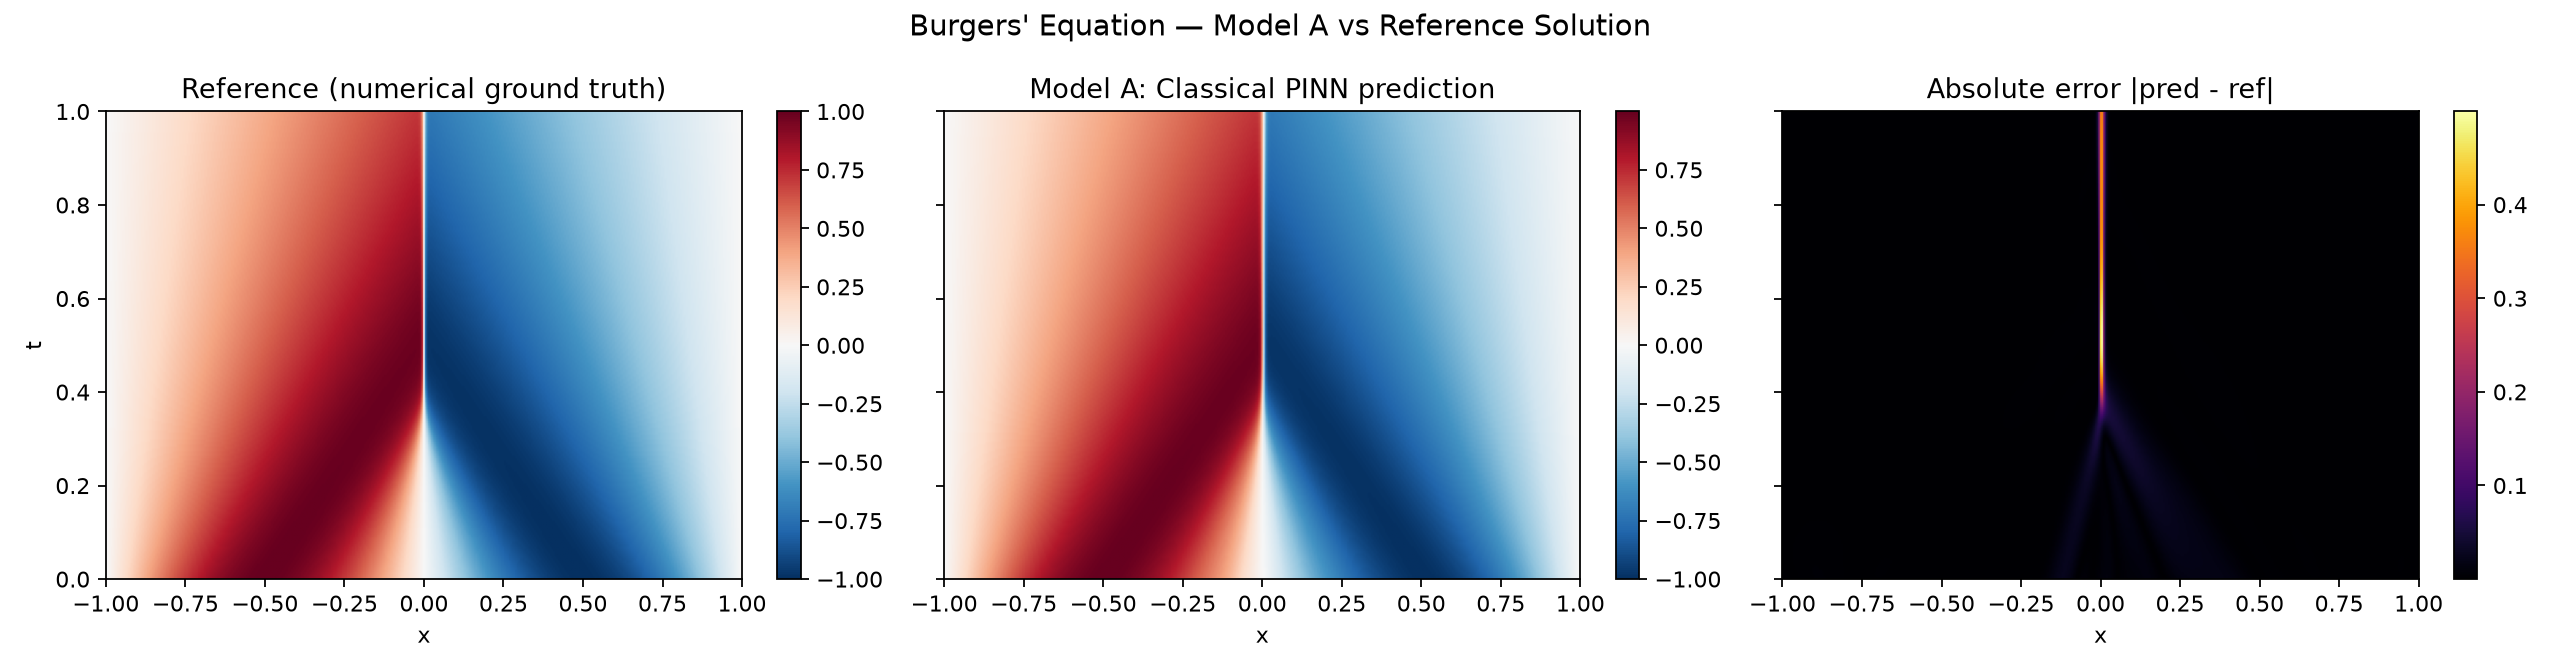 Burgers' Equation — Model A vs Reference Solution
Reference (numerical ground truth)
1.0
0.8
0.6
0.4
0.2
0.0
t
−1.00 −0.75 −0.50 −0.25 0.00 0.25 0.50 0.75 1.00
x
1.00
0.75
0.50
0.25
0.00
−0.25
−0.50
−0.75
−1.00
Model A: Classical PINN prediction
−1.00 −0.75 −0.50 −0.25 0.00 0.25 0.50 0.75 1.00
x
0.75
0.50
0.25
0.00
−0.25
−0.50
−0.75
−1.00
Absolute error |pred - ref|
−1.00 −0.75 −0.50 −0.25 0.00 0.25 0.50 0.75 1.00
x
0.4
0.3
0.2
0.1